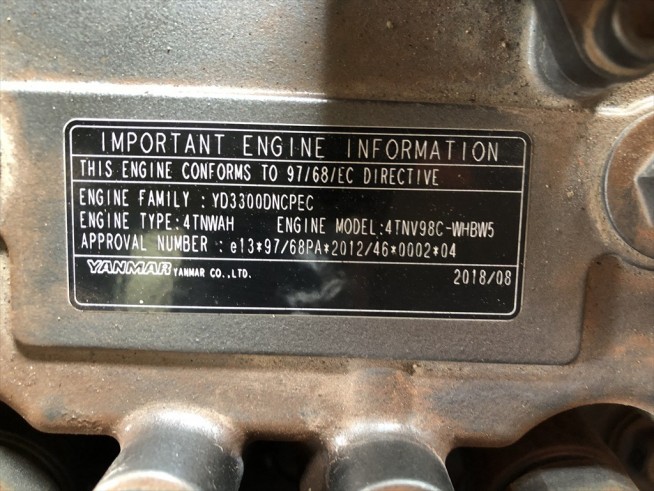 IMPORTANT ENGINE INFORMATION
THIS ENGINE CONFORMS TO 97/68/EC DIRECTIVE
ENGINE FAMILY : YD3300DNCPEC
ENGINE TYPE:4TNWAH ENGINE MODEL:4TNV98C-WHBW5
APPROVAL NUMBER : e13*97/68PA*2012/46*0002*04
YANMAR YANMAR CO.,LTD. 2018/08